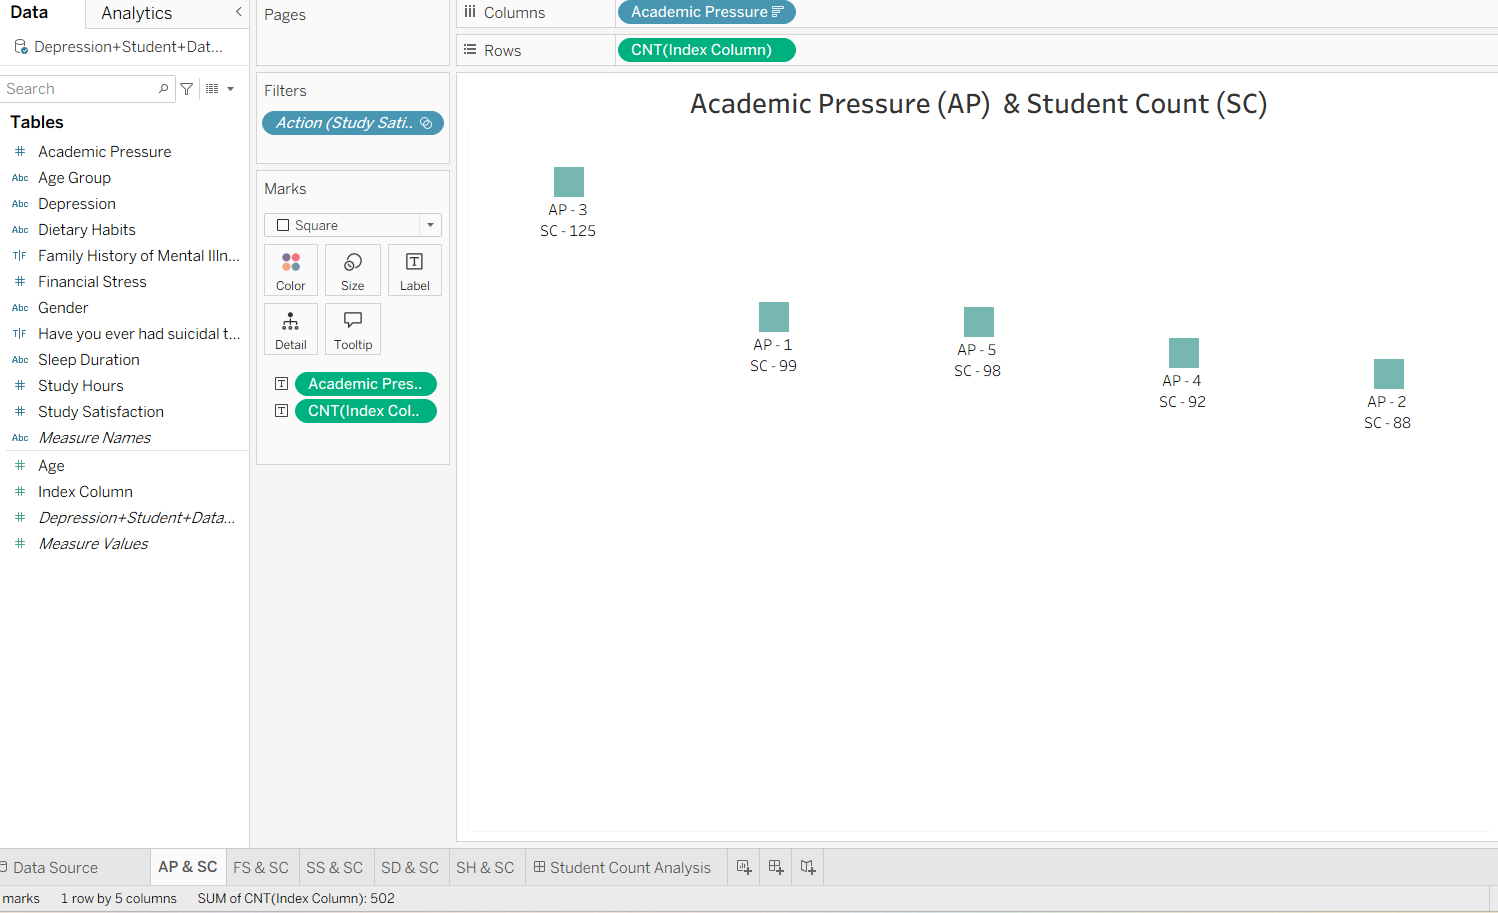 Data
Analytics
Depression+Student+Dat...
Search
Tables
# Academic Pressure
Abc Age Group
Abc Depression
Abc Dietary Habits
T|F Family History of Mental Illn...
# Financial Stress
Abc Gender
T|F Have you ever had suicidal t...
Abc Sleep Duration
# Study Hours
# Study Satisfaction
Abc Measure Names
# Age
# Index Column
# Depression+Student+Data...
# Measure Values
Pages
Filters
Action (Study Sati..
Marks
Square
Color
Size
T
Label
Detail
Tooltip
T Academic Pres..
T CNT(Index Col..
Columns
Academic Pressure
Rows
CNT(Index Column)
Academic Pressure (AP) & Student Count (SC)
AP - 3
SC - 125
AP - 1
SC - 99
AP - 5
SC - 98
AP - 4
SC - 92
AP - 2
SC - 88
Data Source
AP & SC
FS & SC
SS & SC
SD & SC
SH & SC
Student Count Analysis
marks
1 row by 5 columns
SUM of CNT(Index Column): 502